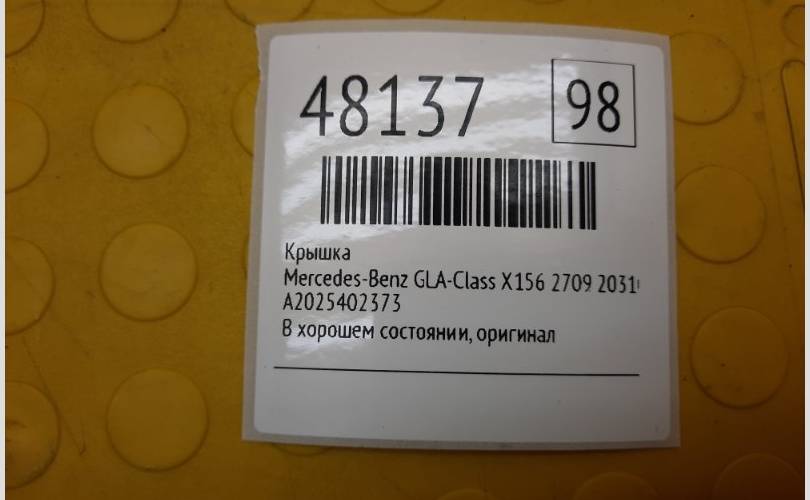 48137
98
Крышка
Mercedes-Benz GLA-Class X156 2709 2031
A2025402373
В хорошем состоянии, оригинал